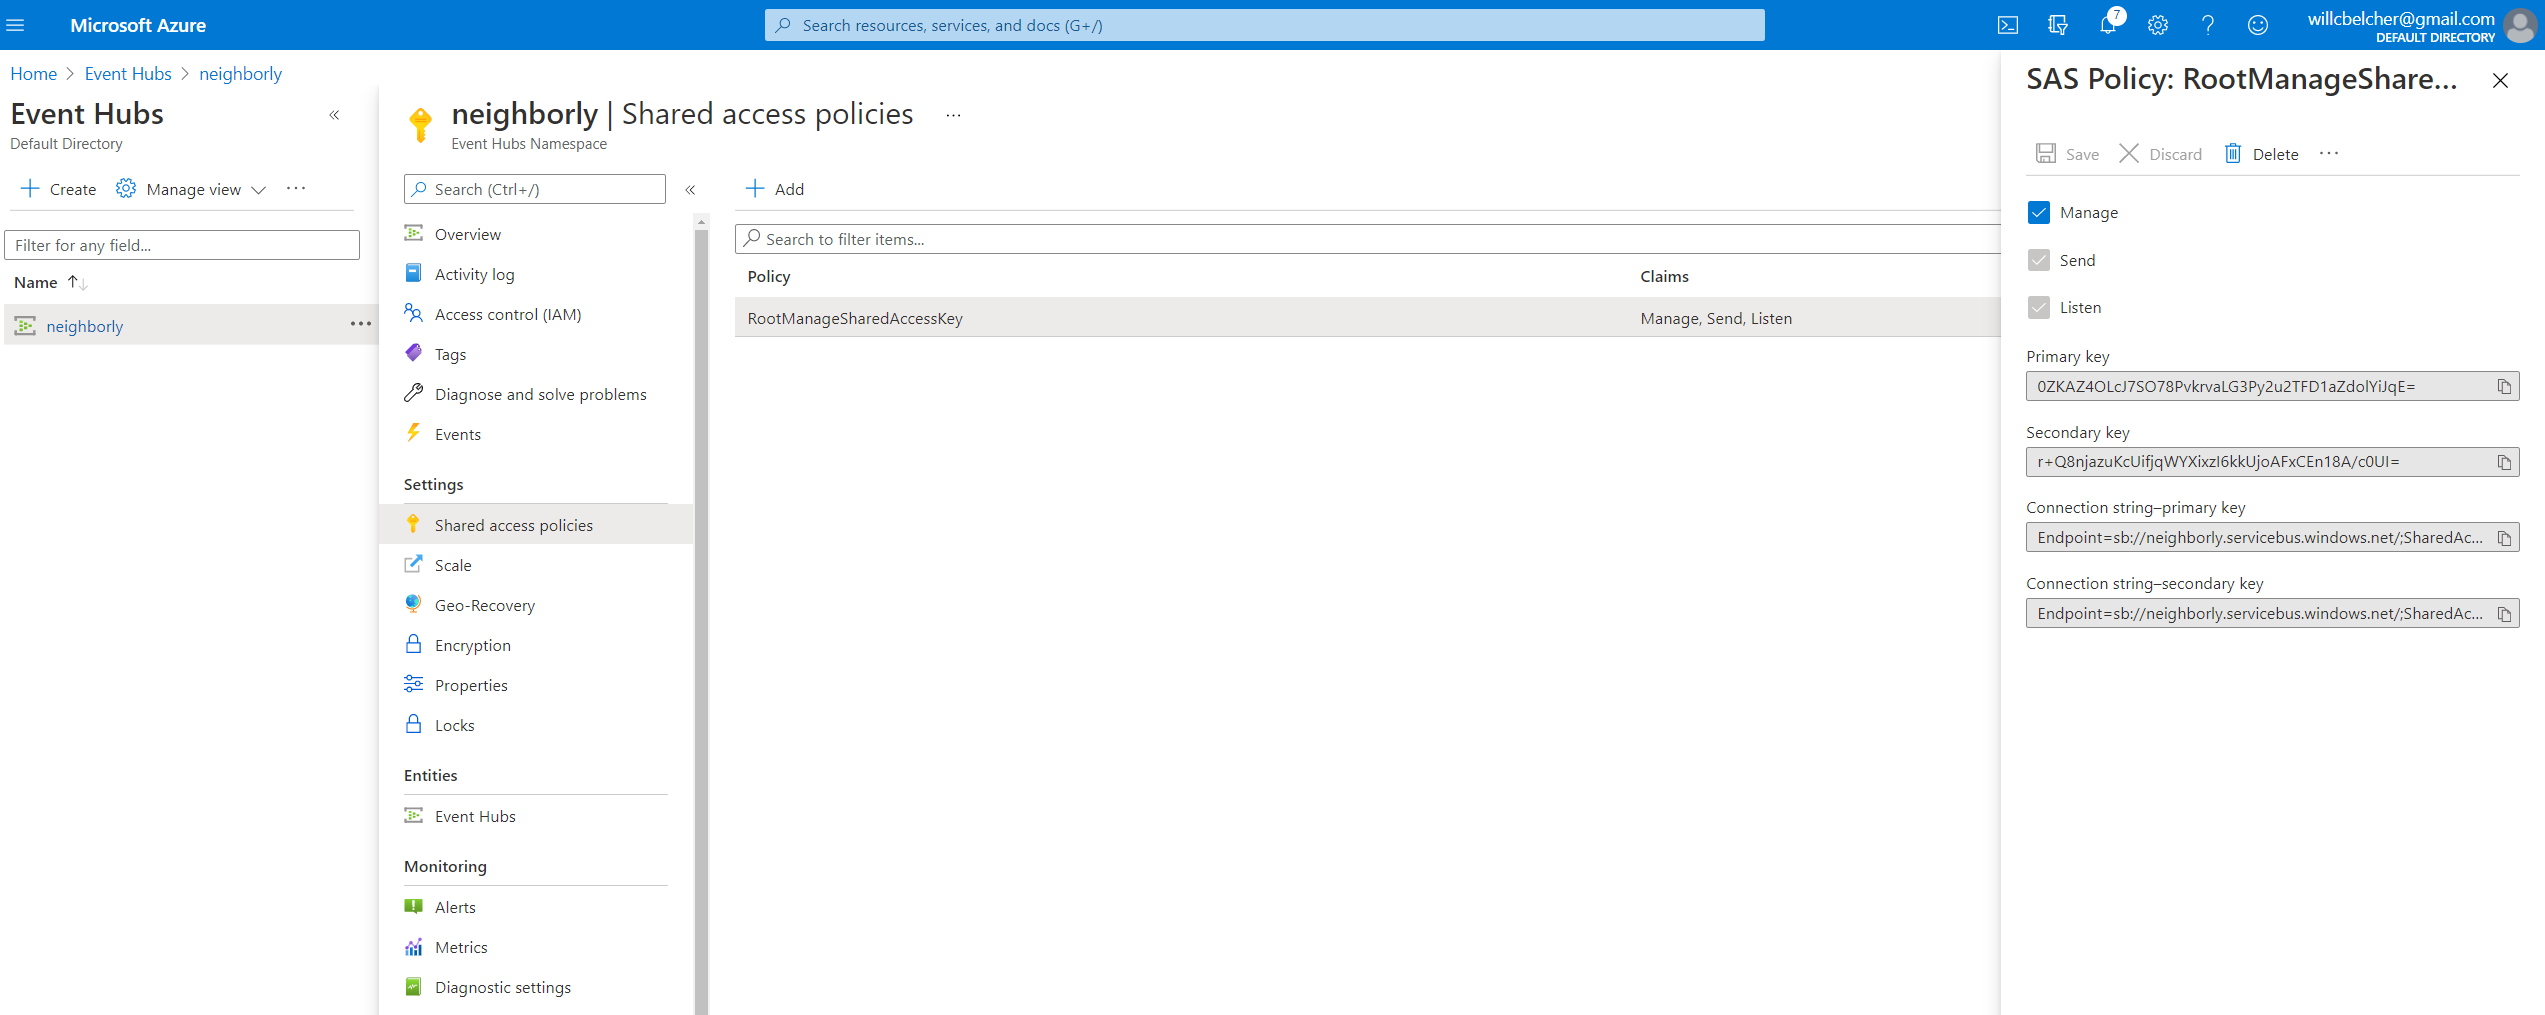 Microsoft Azure
Search resources, services, and docs (G+/)
7
willcbelcher@gmail.com
DEFAULT DIRECTORY
Home > Event Hubs > neighborly
Event Hubs
Default Directory
Create
Manage view
Filter for any field...
Name
neighborly
neighborly | Shared access policies
Event Hubs Namespace
Search (Ctrl+/)
Overview
Activity log
Access control (IAM)
Tags
Diagnose and solve problems
Events
Settings
Shared access policies
Scale
Geo-Recovery
Encryption
Properties
Locks
Entities
Event Hubs
Monitoring
Alerts
Metrics
Diagnostic settings
Add
Search to filter items...
Policy Claims
RootManageSharedAccessKey Manage, Send, Listen
SAS Policy: RootManageShare...
Save Discard Delete
Manage
Send
Listen
Primary key
0ZKAZ4OLcJ7SO78PvkrvaLG3Py2u2TFD1aZdolYiJqE=
Secondary key
r+Q8njazuKcUifjqWYXixzI6kkUjoAFxCEn18A/c0UI=
Connection string–primary key
Endpoint=sb://neighborly.servicebus.windows.net/;SharedAc...
Connection string–secondary key
Endpoint=sb://neighborly.servicebus.windows.net/;SharedAc...